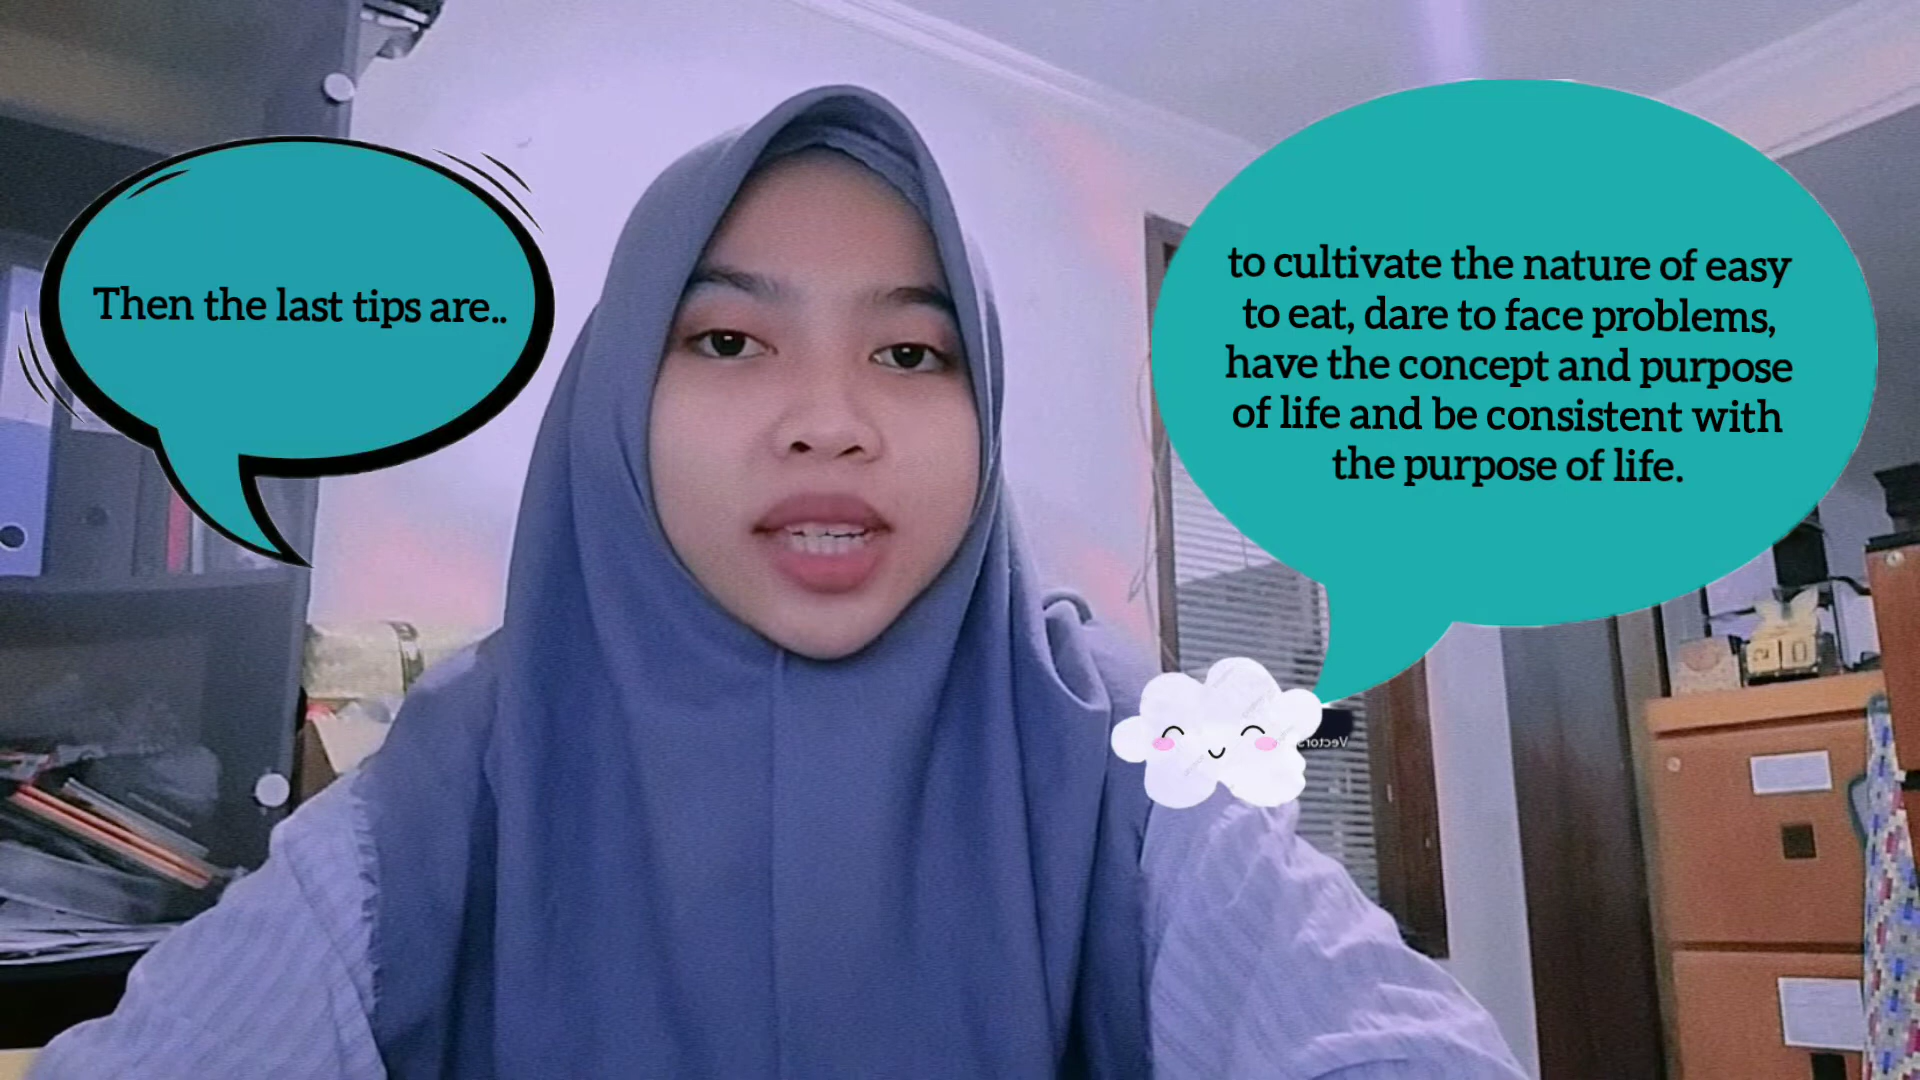 Then the last tips are..
to cultivate the nature of easy
to eat, dare to face problems,
have the concept and purpose
of life and be consistent with
the purpose of life.